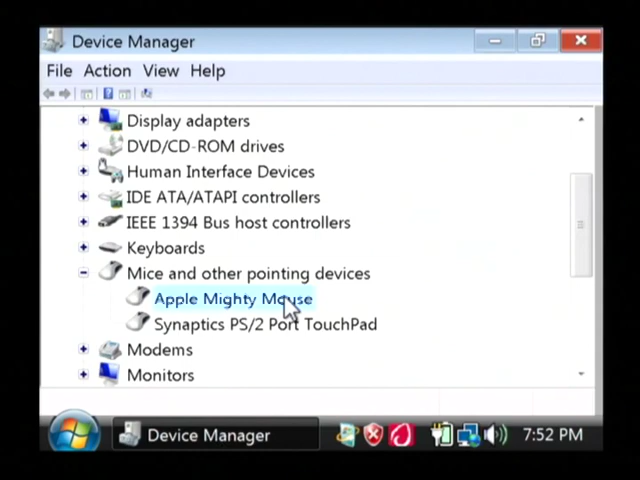 Device Manager
File Action View Help
Display adapters
DVD/CD-ROM drives
Human Interface Devices
IDE ATA/ATAPI controllers
IEEE 1394 Bus host controllers
Keyboards
Mice and other pointing devices
Apple Mighty Mouse
Synaptics PS/2 Port TouchPad
Modems
Monitors
Device Manager 7:52 PM